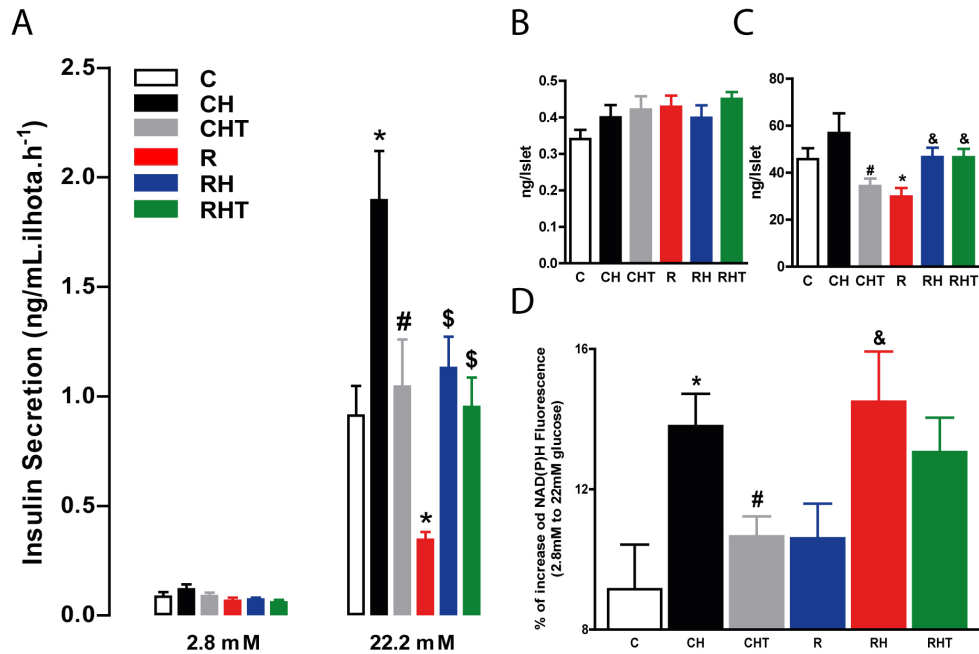 A
Insulin Secretion (ng/mL.ilhota.h⁻¹)
2.5
2.0
1.5
1.0
0.5
0.0
C
CH
CHT
R
RH
RHT
*
#
*
$
$
2.8 mM
22.2 mM
B
ng/Islet
0.5
0.4
0.3
0.2
0.1
0.0
C CH CHT R RH RHT
C
ng/Islet
80
60
40
20
0
#
*
&
&
C CH CHT R RH RHT
D
% of increase od NAD(P)H Fluorescence
(2.8mM to 22mM glucose)
16
12
8
*
#
&
C CH CHT R RH RHT